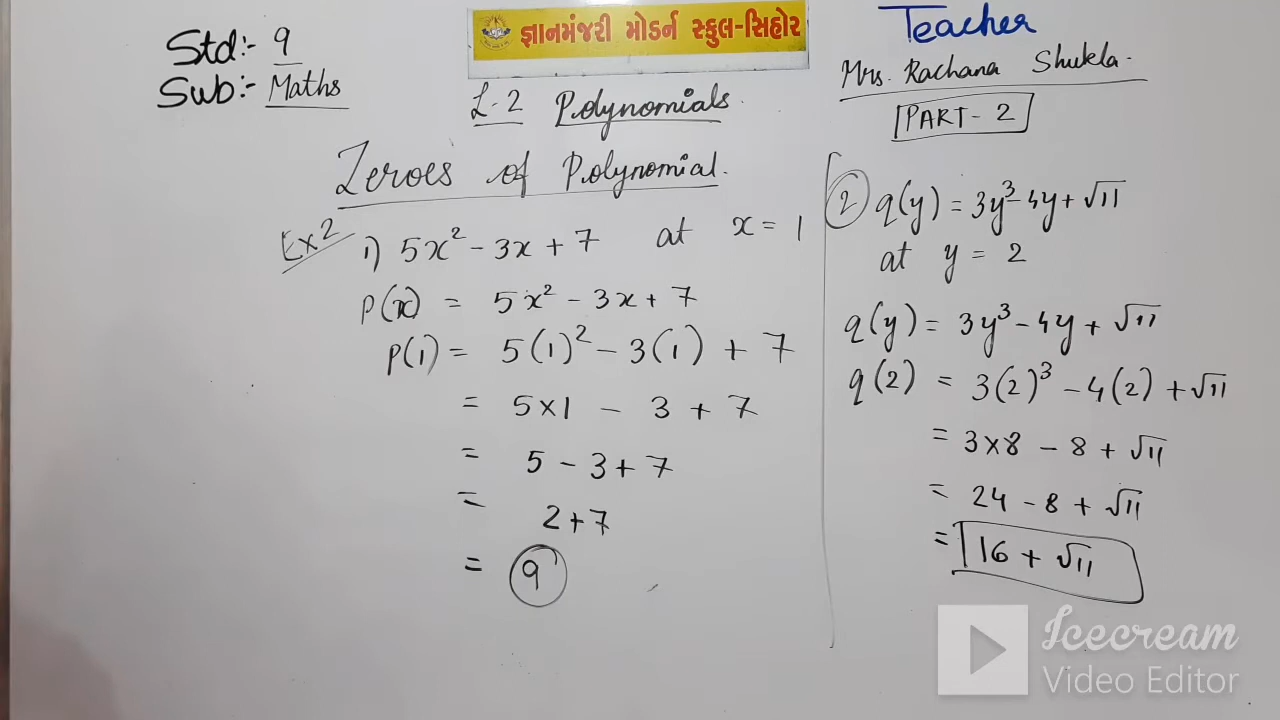 Std:- 9
Sub:- Maths
જ્ઞાનમંજરી મોડર્ન સ્કુલ-સિહોર
Teacher
Mrs. Rachana Shukla.
PART-2
L-2 Polynomials.
Zeroes of Polynomial.
Ex 2
1) 5x² - 3x + 7 at x = 1
P(x) = 5x² - 3x + 7
P(1) = 5(1)² - 3(1) + 7
= 5×1 - 3 + 7
= 5 - 3 + 7
= 2+7
= 9
2 q(y) = 3y³ - 4y + √11
at y = 2
q(y) = 3y³ - 4y + √11
q(2) = 3(2)³ - 4(2) + √11
= 3×8 - 8 + √11
= 24 - 8 + √11
= 16 + √11
Icecream
Video Editor